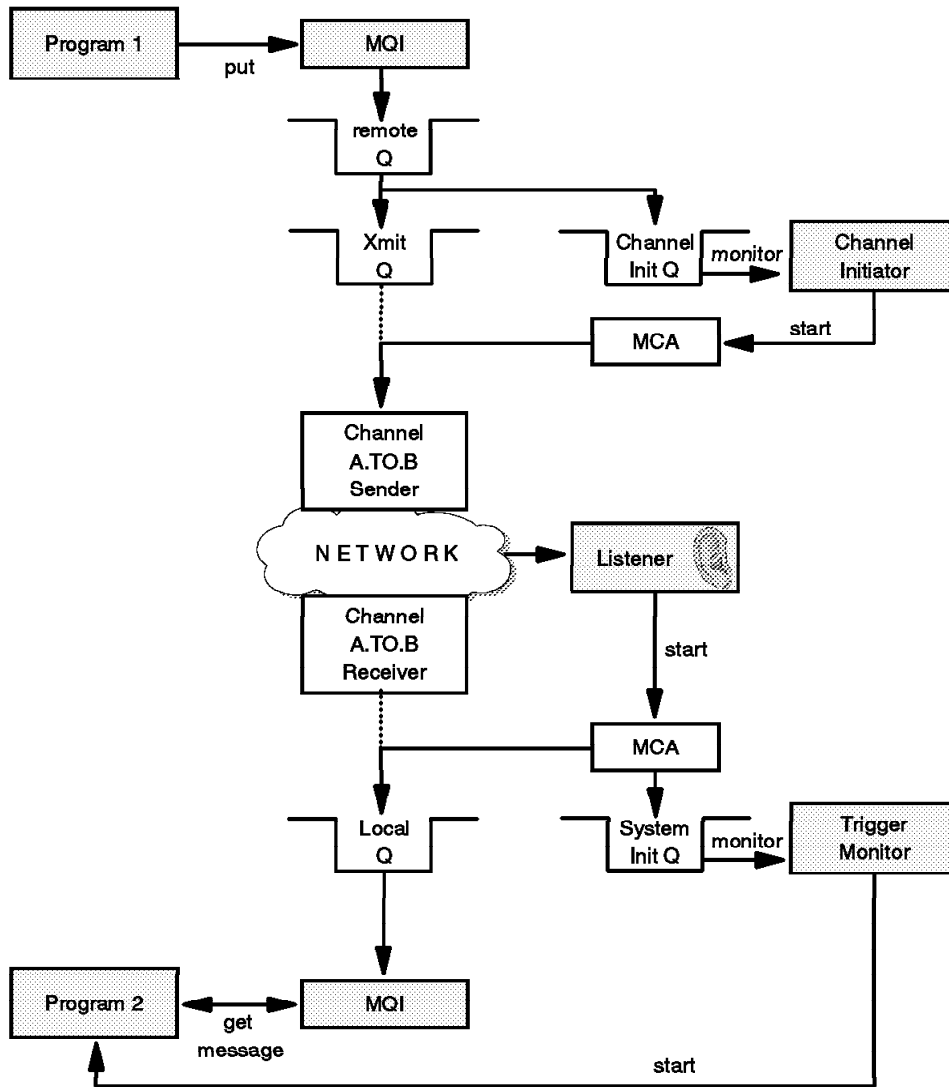 Program 1
MQI
put
remote
Q
Xmit
Q
Channel
Init Q
monitor
Channel
Initiator
MCA
start
Channel
A.TO.B
Sender
NETWORK
Listener
Channel
A.TO.B
Receiver
start
MCA
Local
Q
System
Init Q
monitor
Trigger
Monitor
Program 2
MQI
get
message
start